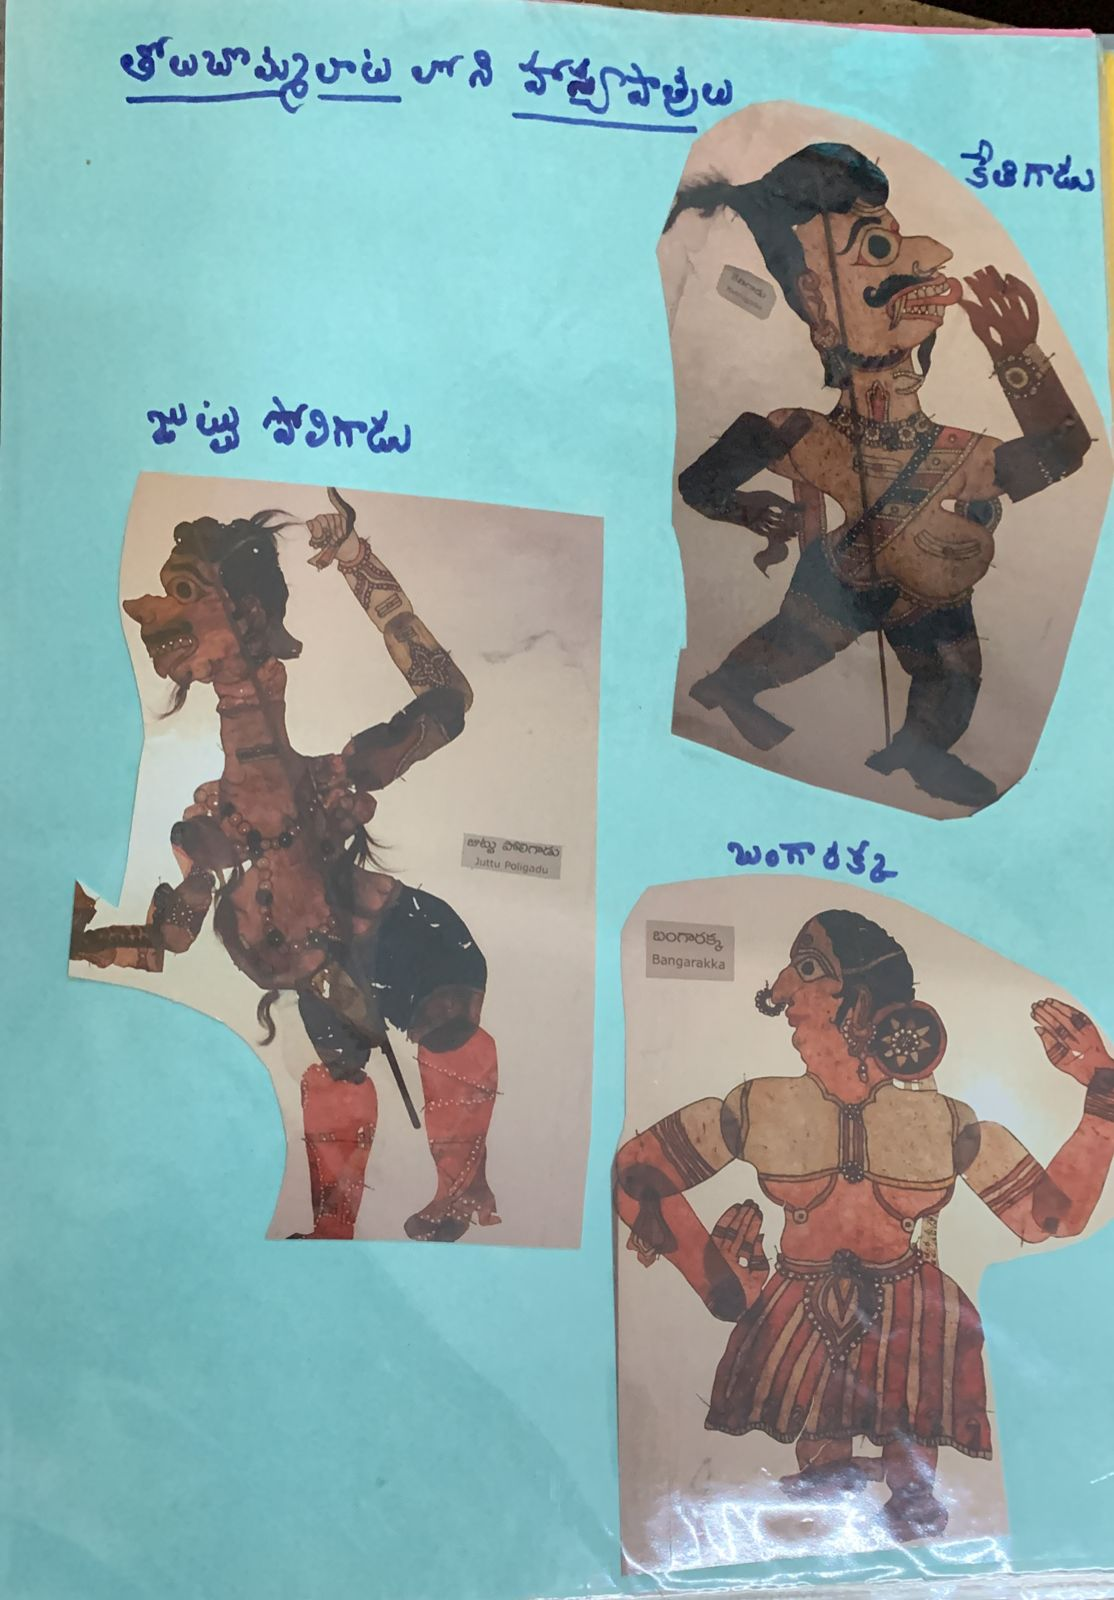 తోలుబొమ్మలాటలోని హాస్యపాత్రలు
కేతిగాడు
జుట్టు పోలిగాడు
జుట్టు పోలిగాడు
Juttu Poligadu
బంగారక్క
బంగారక్క
Bangarakka